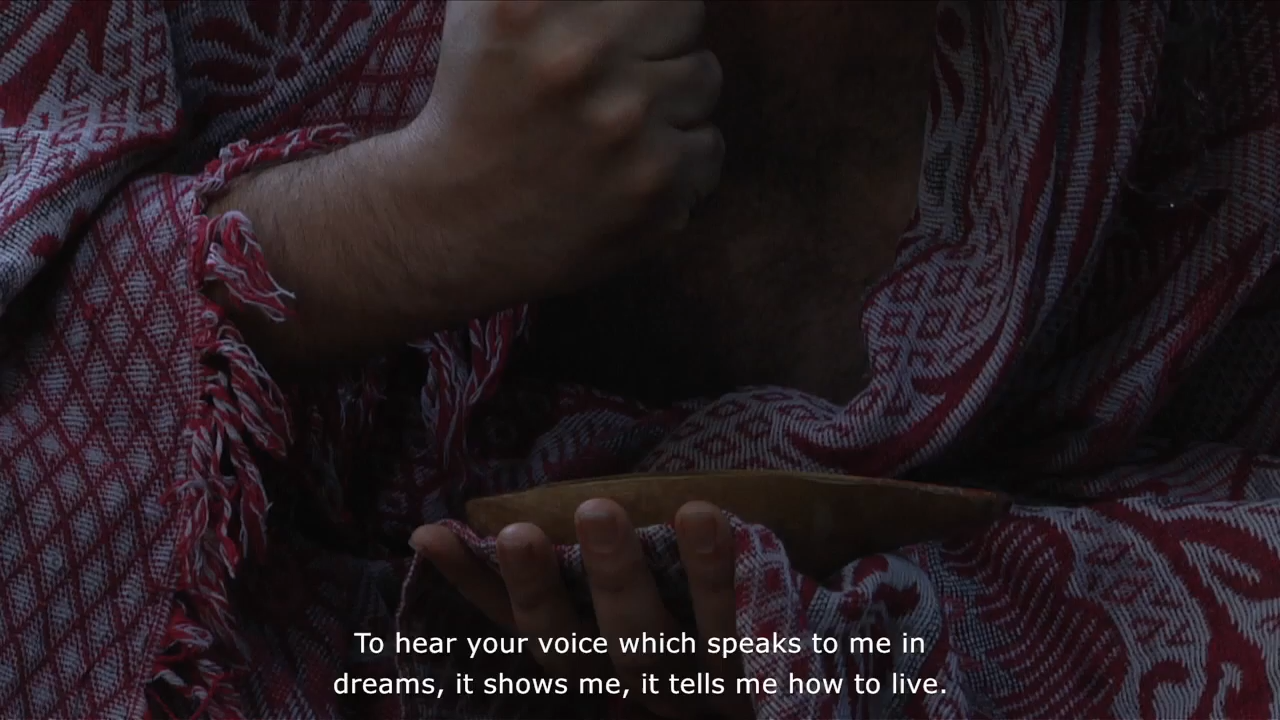 To hear your voice which speaks to me in
dreams, it shows me, it tells me how to live.